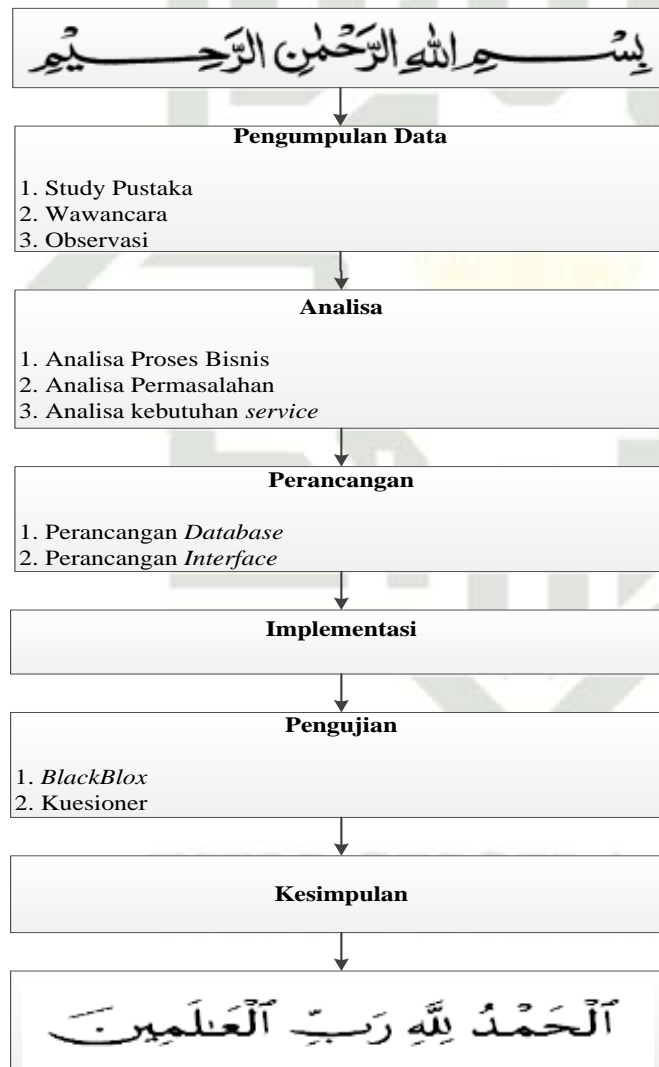 بِسْمِ اللهِ الرَّحْمٰنِ الرَّحِيْمِ
Pengumpulan Data
1. Study Pustaka
2. Wawancara
3. Observasi
Analisa
1. Analisa Proses Bisnis
2. Analisa Permasalahan
3. Analisa kebutuhan service
Perancangan
1. Perancangan Database
2. Perancangan Interface
Implementasi
Pengujian
1. BlackBlox
2. Kuesioner
Kesimpulan
ٱلْحَمْدُ لِلَّهِ رَبِّ ٱلْعَـٰلَمِينَ